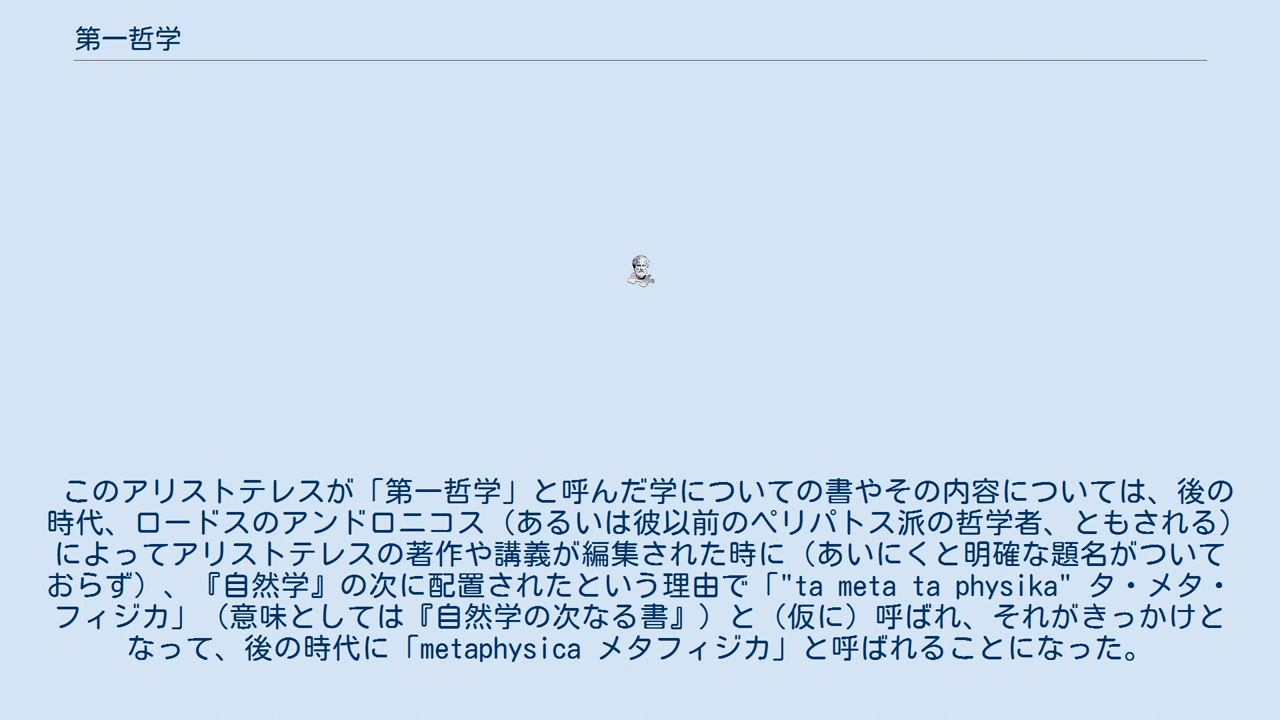 第一哲学
このアリストテレスが「第一哲学」と呼んだ学についての書やその内容については、後の
時代、ロードスのアンドロニコス（あるいは彼以前のペリパトス派の哲学者、ともされる）
によってアリストテレスの著作や講義が編集された時に（あいにくと明確な題名がついて
おらず）、『自然学』の次に配置されたという理由で「"ta meta ta physika" タ・メタ・
フィジカ」（意味としては『自然学の次なる書』）と（仮に）呼ばれ、それがきっかけと
なって、後の時代に「metaphysica メタフィジカ」と呼ばれることになった。